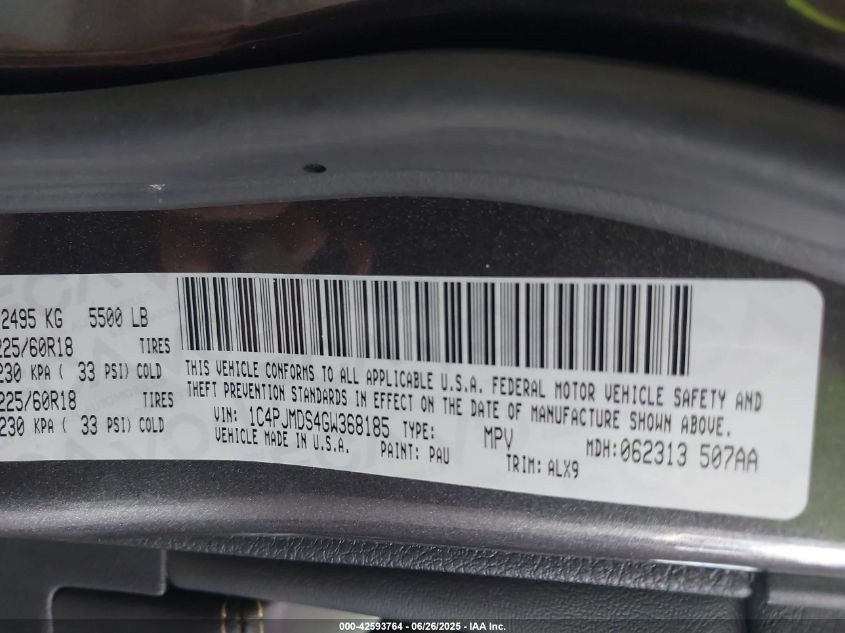 2495 KG 5500 LB
225/60R18 TIRES
230 KPA ( 33 PSI) COLD
225/60R18 TIRES
230 KPA ( 33 PSI) COLD
THIS VEHICLE CONFORMS TO ALL APPLICABLE U.S.A. FEDERAL MOTOR VEHICLE SAFETY AND
THEFT PREVENTION STANDARDS IN EFFECT ON THE DATE OF MANUFACTURE SHOWN ABOVE.
VIN: 1C4PJMDS4GW368185 TYPE: MPV MDH:062313 507AA
VEHICLE MADE IN U.S.A. PAINT: PAU TRIM: ALX9
000-42593764 - 06/26/2025 - IAA Inc.